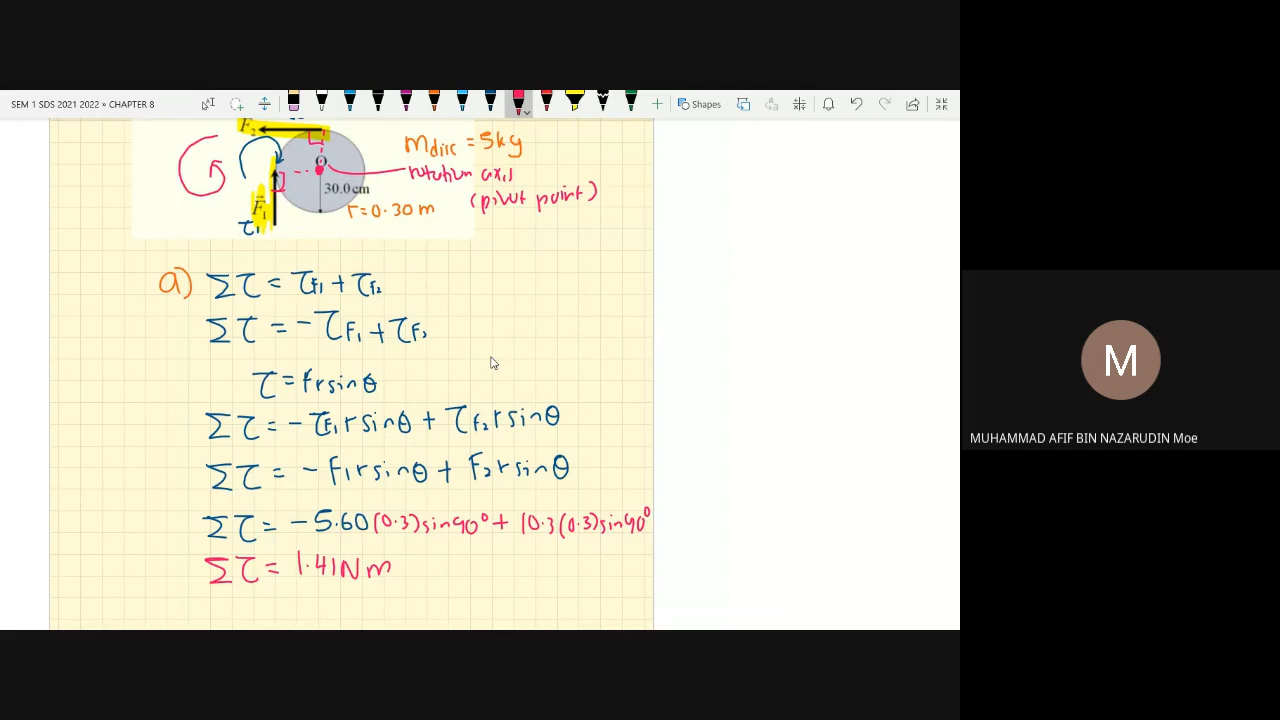 SEM 1 SDS 2021 2022 » CHAPTER 8
Shapes
F₂
m disc = 5kg
O
rotation axis
(pivot point)
30.0 cm
r = 0.30 m
F₁
τ₁
a) Στ = τF₁ + τF₂
Στ = -τF₁ + τF₂
τ = Frsinθ
Στ = -τF₁rsinθ + τF₂rsinθ
Στ = -F₁rsinθ + F₂rsinθ
Στ = -5.60(0.3)sin90° + 10.3(0.3)sin90°
Στ = 1.41Nm
M
MUHAMMAD AFIF BIN NAZARUDIN Moe